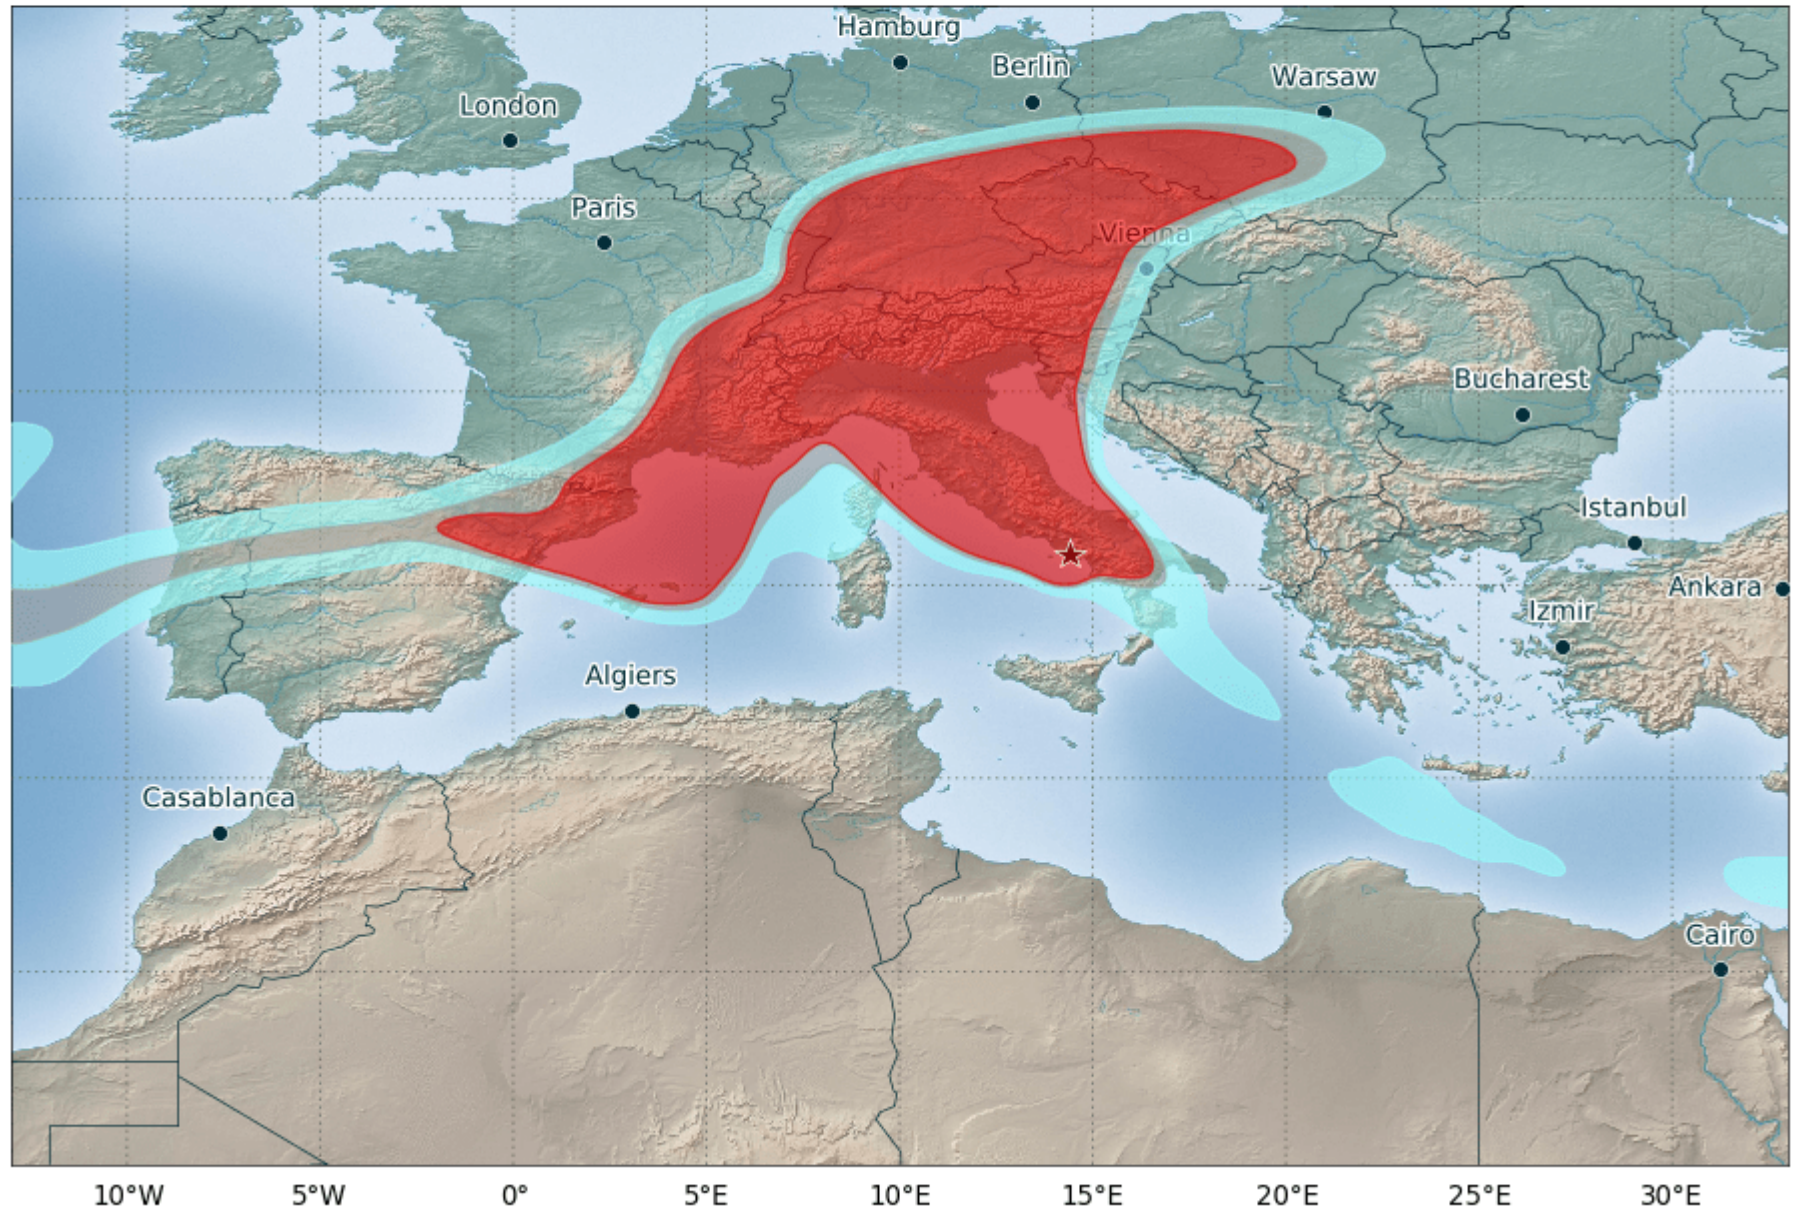 Hamburg
Berlin
Warsaw
London
Paris
Vienna
Bucharest
Istanbul
Ankara
Izmir
Algiers
Casablanca
Cairo
10°W 5°W 0° 5°E 10°E 15°E 20°E 25°E 30°E